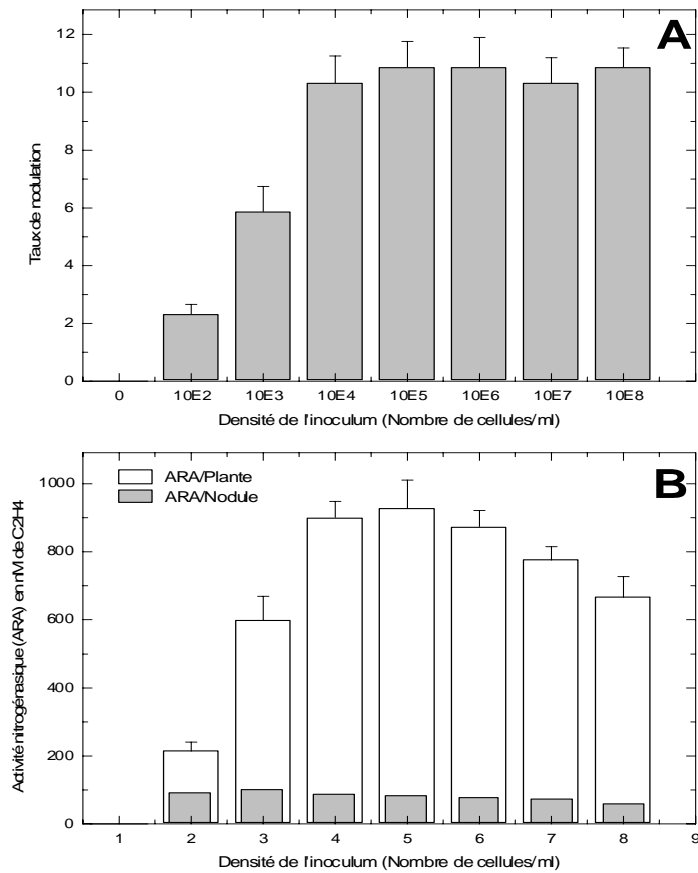 A
12
10
8
6
4
2
0
Taux de nodulation
0 10E2 10E3 10E4 10E5 10E6 10E7 10E8
Densité de l'inoculum (Nombre de cellules/ml)
B
ARA/Plante
ARA/Nodule
1000
800
600
400
200
0
Activité nitrogénasique (ARA) en nM de C2H4
1 2 3 4 5 6 7 8 9
Densité de l'inoculum (Nombre de cellules/ml)